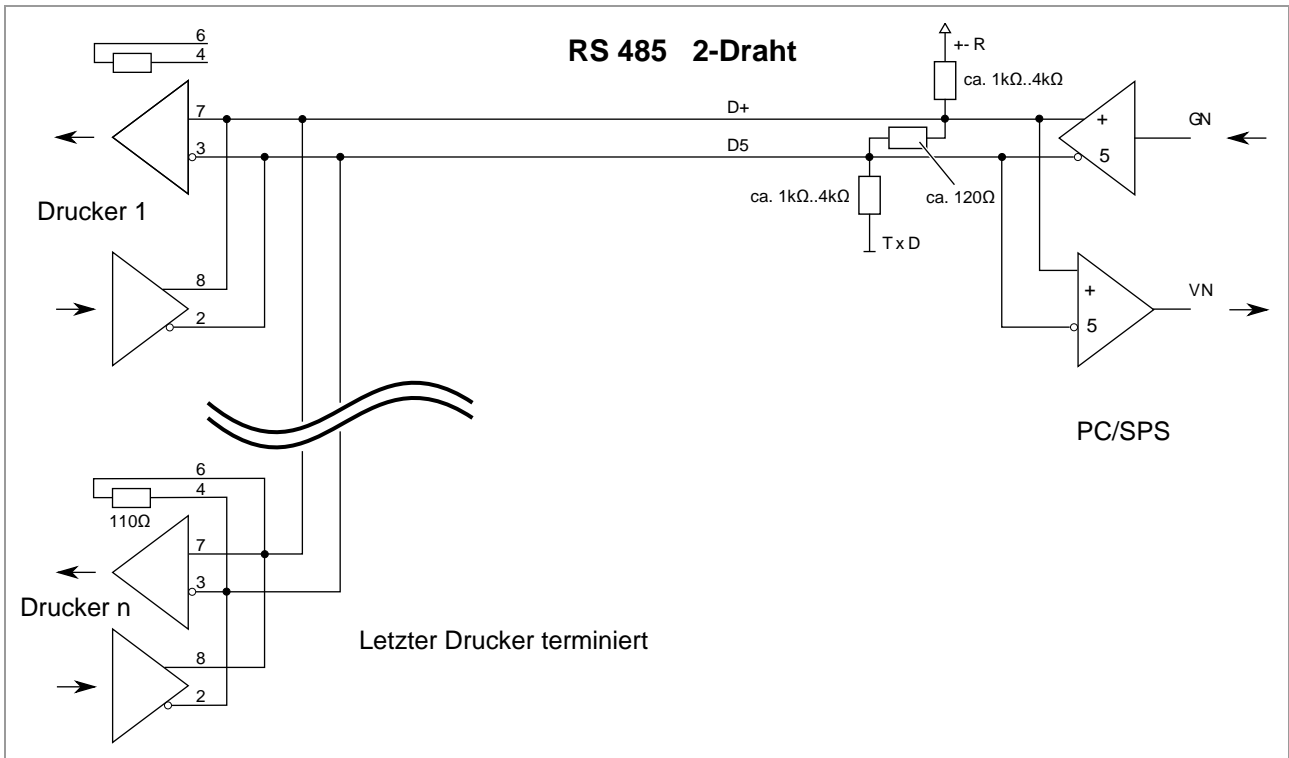 RS 485 2-Draht
6
4
+- R
ca. 1kΩ..4kΩ
7
D+
+
GN
3
D5
5
ca. 1kΩ..4kΩ
ca. 120Ω
Drucker 1
T x D
8
2
+
VN
5
PC/SPS
6
4
110Ω
7
3
Drucker n
Letzter Drucker terminiert
8
2